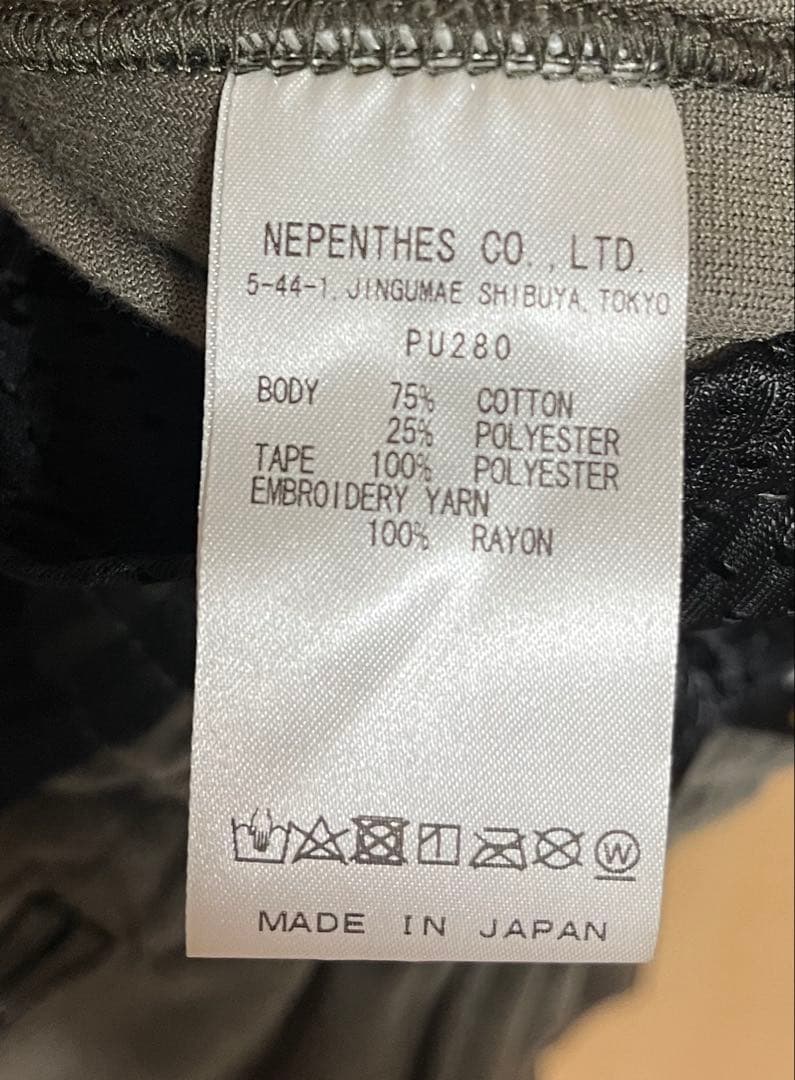 NEPENTHES CO.,LTD.
5-44-1, JINGUMAE SHIBUYA, TOKYO
PU280
BODY 75% COTTON
25% POLYESTER
TAPE 100% POLYESTER
EMBROIDERY YARN
100% RAYON
W
MADE IN JAPAN